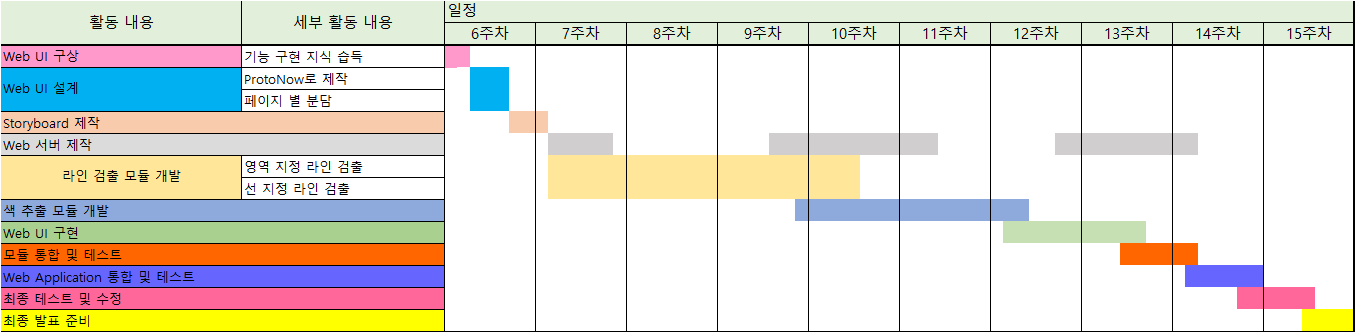 활동 내용 세부 활동 내용 일정
6주차 7주차 8주차 9주차 10주차 11주차 12주차 13주차 14주차 15주차
Web UI 구상 기능 구현 지식 습득
Web UI 설계 ProtoNow로 제작
페이지 별 분담
Storyboard 제작
Web 서버 제작
라인 검출 모듈 개발 영역 지정 라인 검출
선 지정 라인 검출
색 추출 모듈 개발
Web UI 구현
모듈 통합 및 테스트
Web Application 통합 및 테스트
최종 테스트 및 수정
최종 발표 준비